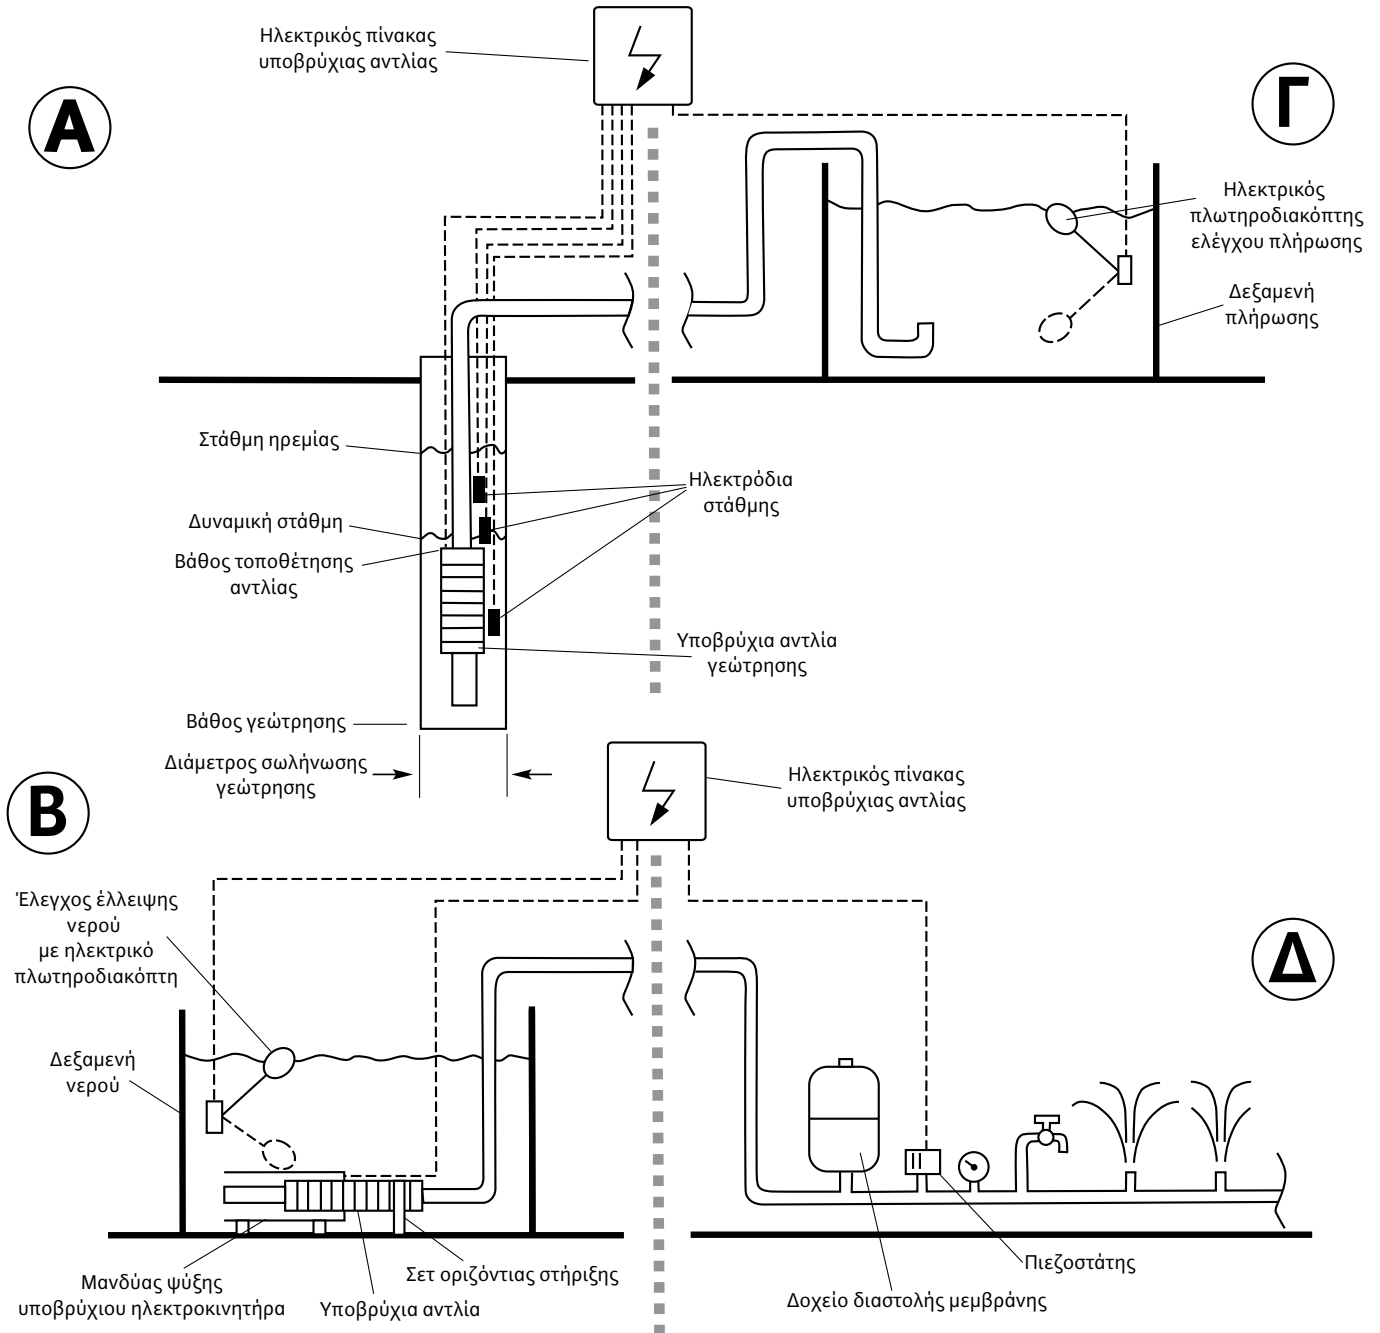 Ηλεκτρικός πίνακας
υποβρύχιας αντλίας
Α
Γ
Ηλεκτρικός
πλωτηροδιακόπτης
ελέγχου πλήρωσης
Δεξαμενή
πλήρωσης
Στάθμη ηρεμίας
Ηλεκτρόδια
στάθμης
Δυναμική στάθμη
Βάθος τοποθέτησης
αντλίας
Υποβρύχια αντλία
γεώτρησης
Βάθος γεώτρησης
Διάμετρος σωλήνωσης
γεώτρησης
Ηλεκτρικός πίνακας
υποβρύχιας αντλίας
Β
Έλεγχος έλλειψης
νερού
με ηλεκτρικό
πλωτηροδιακόπτη
Δ
Δεξαμενή
νερού
Πιεζοστάτης
Σετ οριζόντιας στήριξης
Μανδύας ψύξης
υποβρύχιου ηλεκτροκινητήρα
Υποβρύχια αντλία
Δοχείο διαστολής μεμβράνης